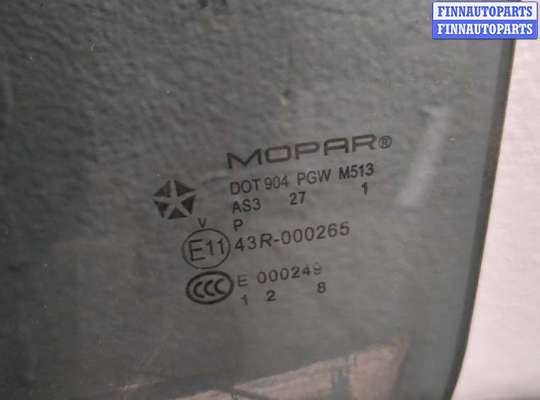 FINNAUTOPARTS
FINNAUTOPARTS
MOPAR®
DOT 904 PGW M513
AS3 27 1
V P
E11 43R-000265
CCC E 000249
1 2 8